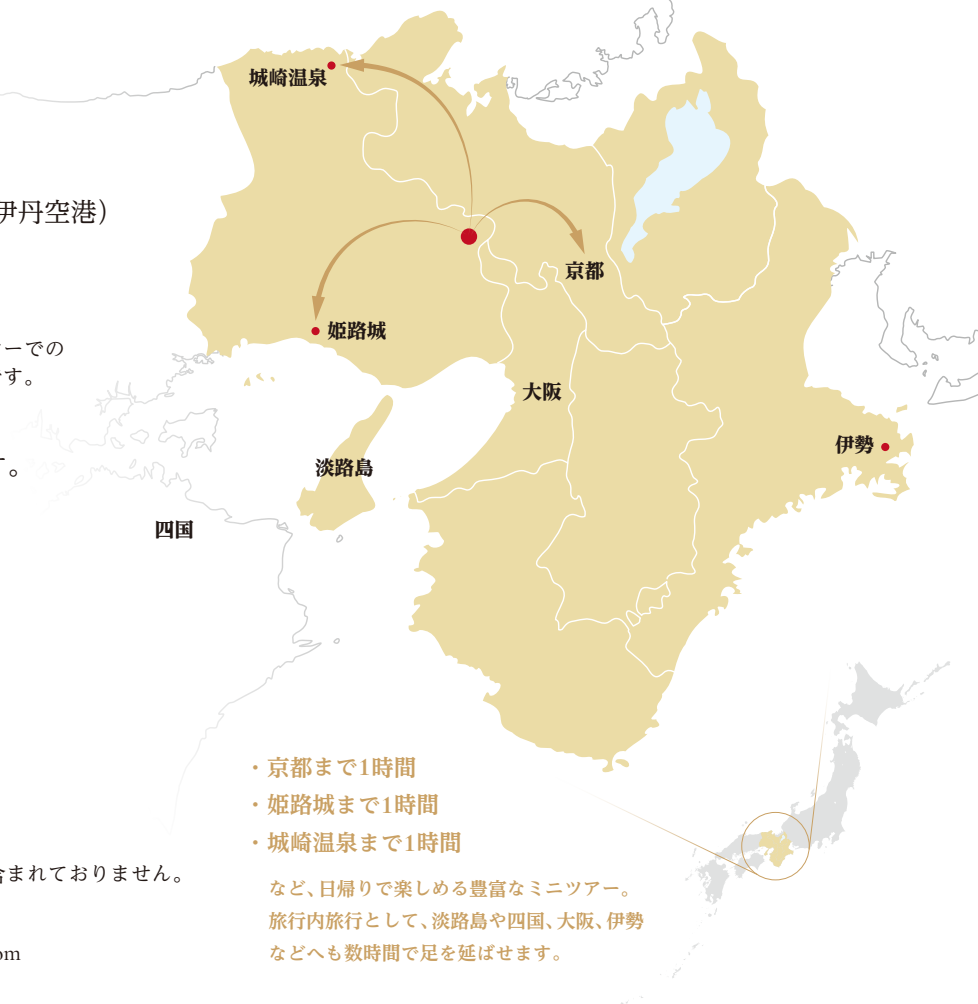 城崎温泉
伊丹空港）
京都
姫路城
ーでの
す。
大阪
伊勢
淡路島
す。
四国
・京都まで1時間
・姫路城まで1時間
・城崎温泉まで1時間
含まれておりません。
など、日帰りで楽しめる豊富なミニツアー。
旅行内旅行として、淡路島や四国、大阪、伊勢
などへも数時間で足を延ばせます。
om